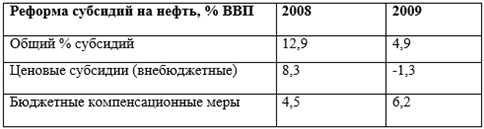 Реформа субсидий на нефть, % ВВП 2008 2009
Общий % субсидий 12,9 4,9
Ценовые субсидии (внебюджетные) 8,3 -1,3
Бюджетные компенсационные меры 4,5 6,2